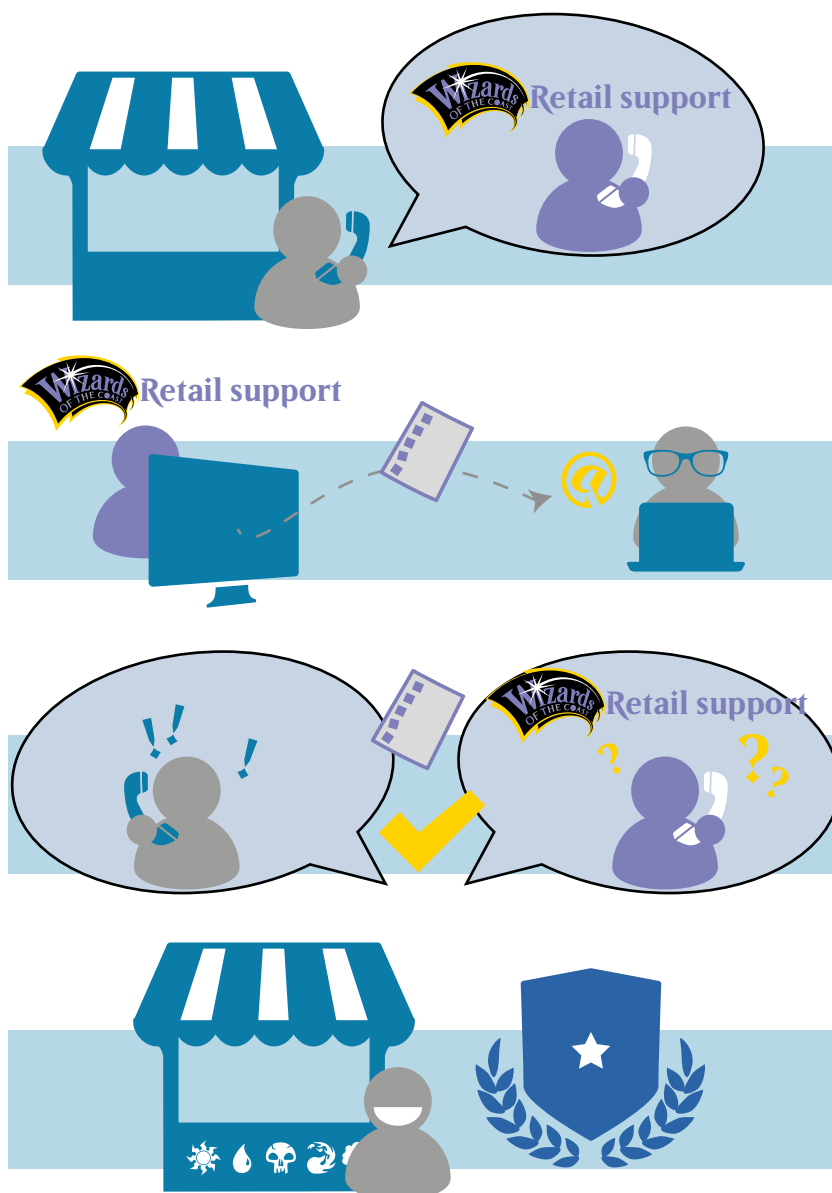 Wizards
OF THE COAST
Retail support
Wizards
OF THE COAST
Retail support
@
! !
!
Wizards
OF THE COAST
Retail support
?
?
?